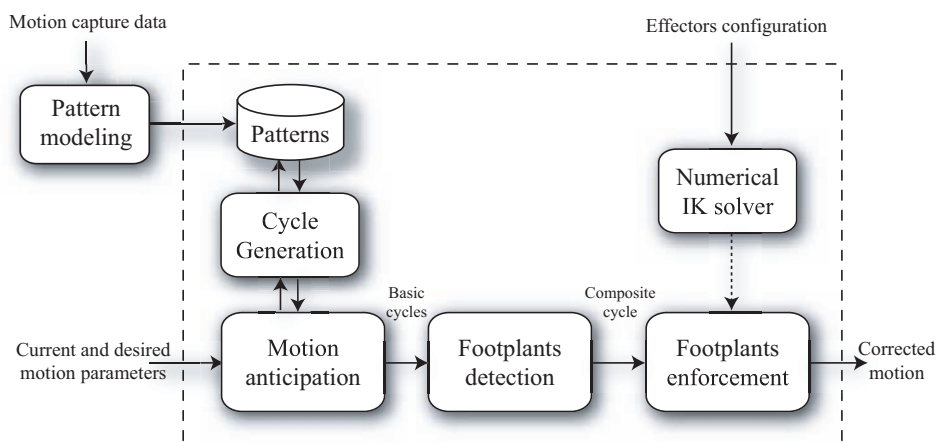 Motion capture data
Effectors configuration
Pattern
modeling
Patterns
Numerical
IK solver
Cycle
Generation
Basic
cycles
Composite
cycle
Current and desired
motion parameters
Motion
anticipation
Footplants
detection
Footplants
enforcement
Corrected
motion